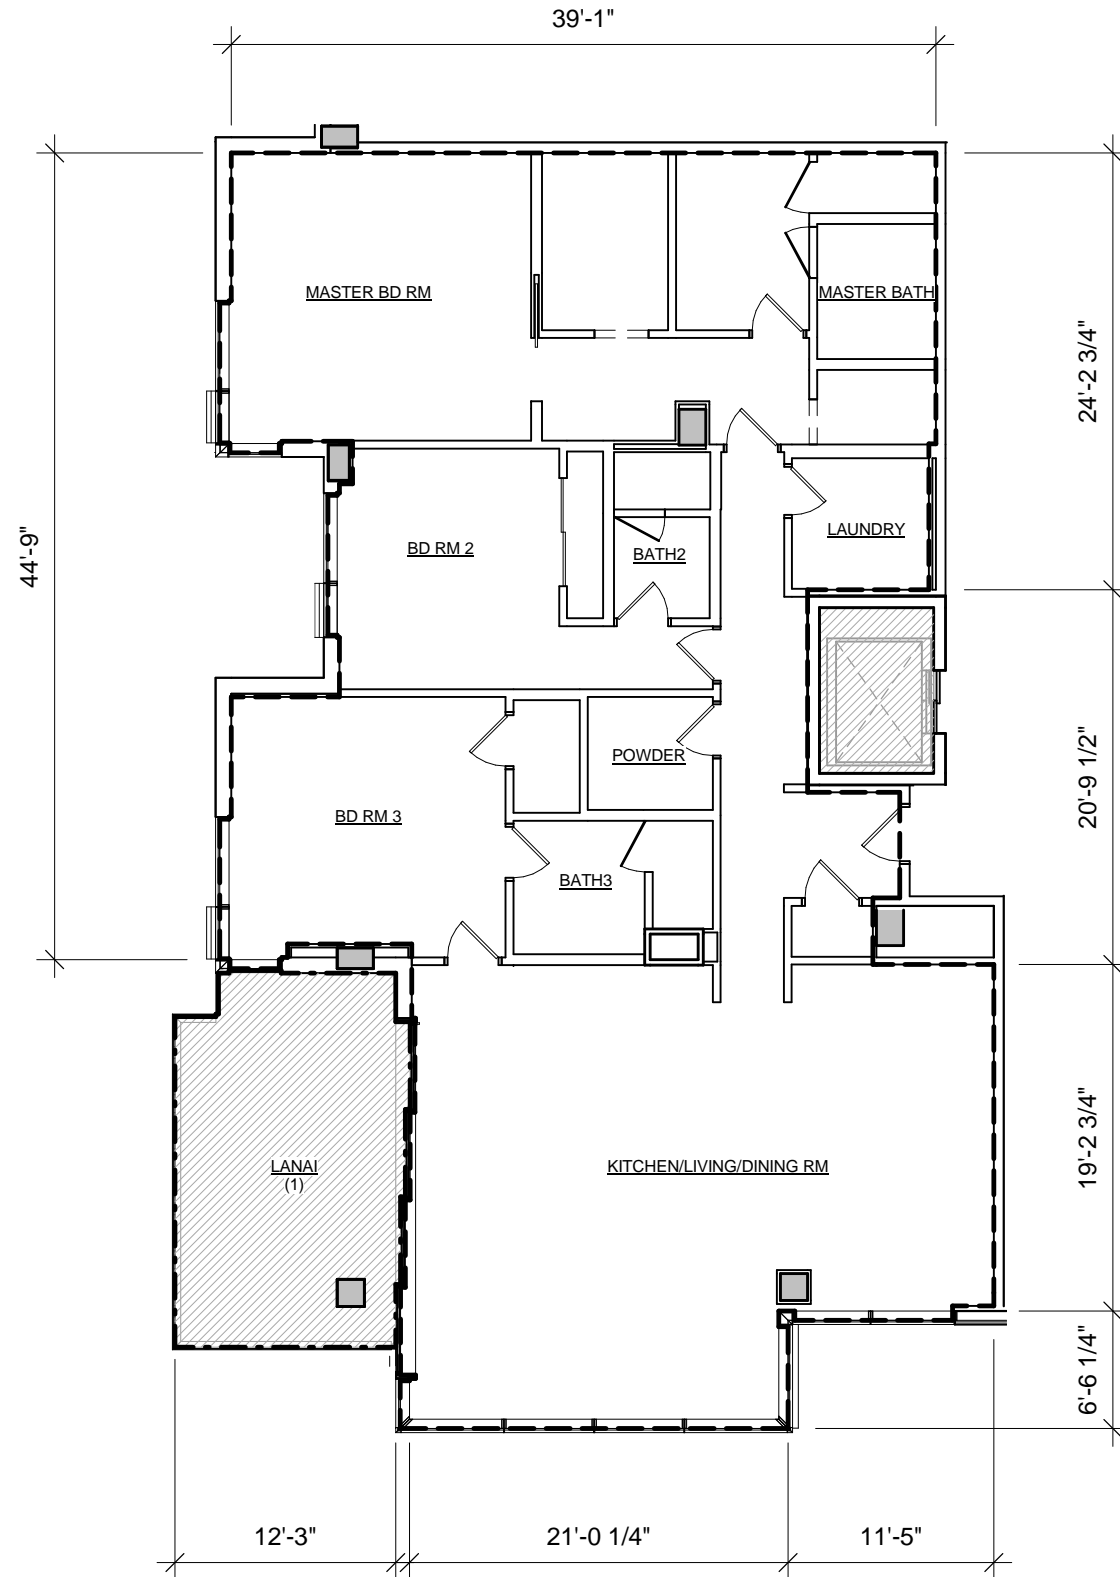 39'-1"
MASTER BD RM
MASTER BATH
24'-2 3/4"
44'-9"
BD RM 2
BATH2
LAUNDRY
POWDER
20'-9 1/2"
BD RM 3
BATH3
LANAI
(1)
KITCHEN/LIVING/DINING RM
19'-2 3/4"
6'-6 1/4"
12'-3"
21'-0 1/4"
11'-5"